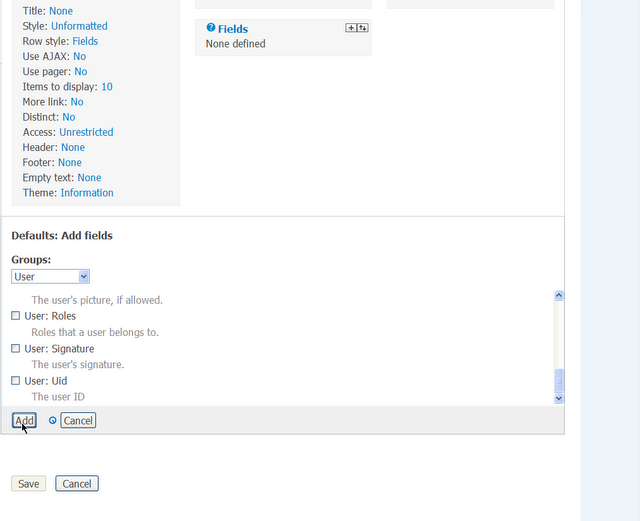 Title: None
Style: Unformatted
Row style: Fields
Use AJAX: No
Use pager: No
Items to display: 10
More link: No
Distinct: No
Access: Unrestricted
Header: None
Footer: None
Empty text: None
Theme: Information
Fields
None defined
Defaults: Add fields
Groups:
User
The user's picture, if allowed.
User: Roles
Roles that a user belongs to.
User: Signature
The user's signature.
User: Uid
The user ID
Add Cancel
Save Cancel